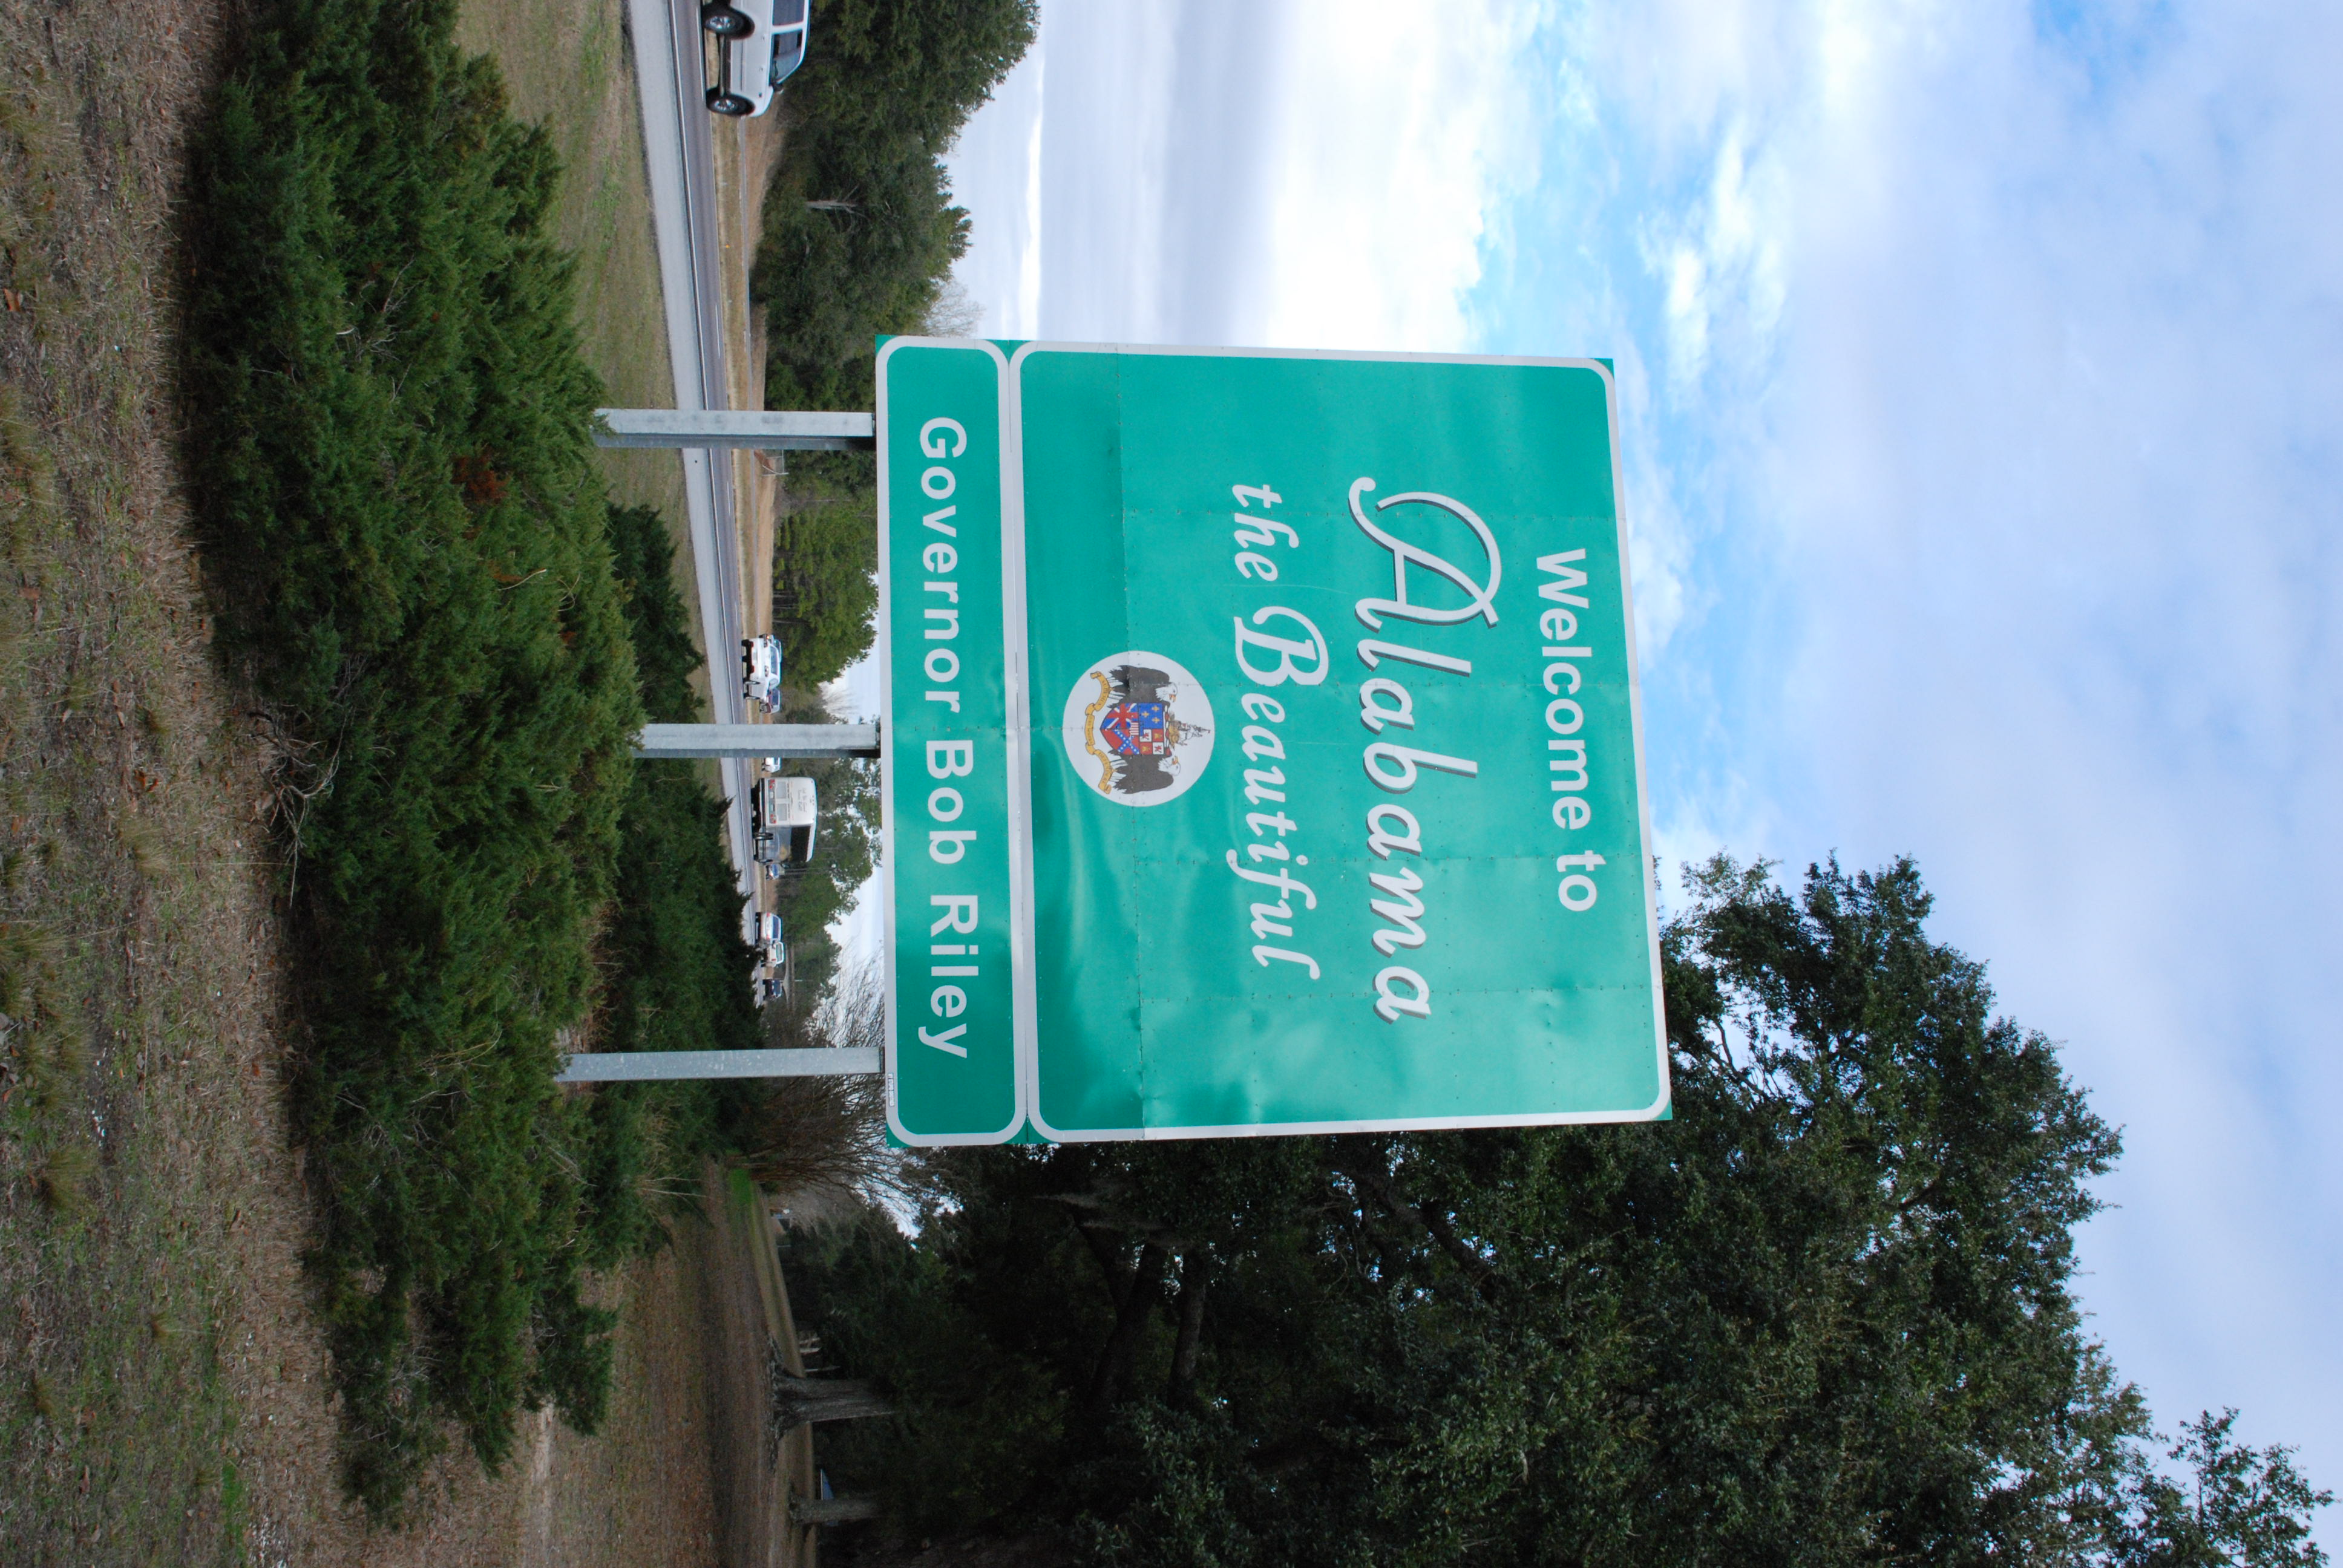 Welcome to
Alabama
the Beautiful
Governor Bob Riley